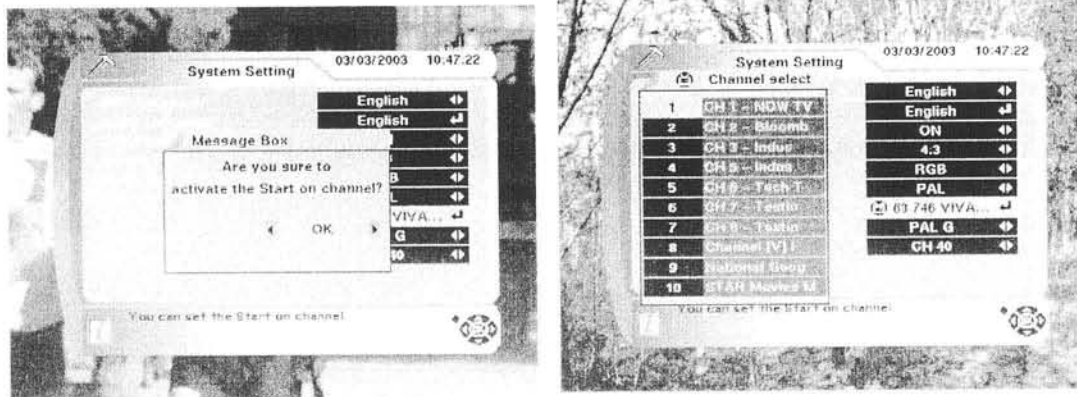 System Setting
03/03/2003 10:47.22
English
English
Message Box
Are you sure to
activate the Start on channel?
OK
B
L
VIVA...
G
40
You can set the Start on channel
System Setting
03/03/2003 10:47.22
Channel select
1 CH 1 - NOW TV
2 CH 2 - Bloomb
3 CH 3 - Indus
4 CH 5 - Indus
5 CH 6 - Tech T
6 CH 7 - Testin
7 CH 8 - Testin
8 Channel [V] I
9 National Geog
10 STAR Movies M
English
English
ON
4:3
RGB
PAL
63 746 VIVA...
PAL G
CH 40
You can set the Start on channel